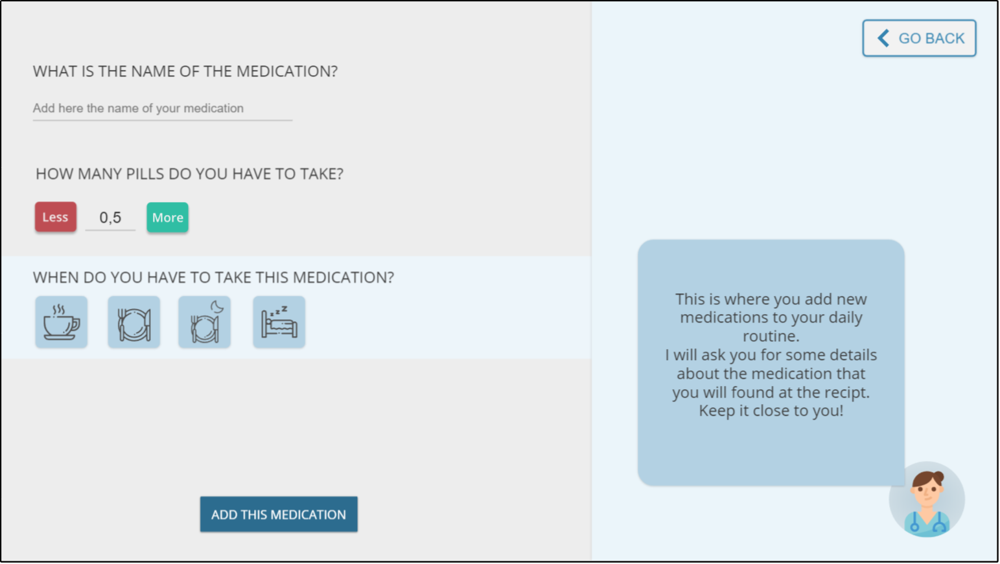 GO BACK
WHAT IS THE NAME OF THE MEDICATION?
Add here the name of your medication
HOW MANY PILLS DO YOU HAVE TO TAKE?
Less 0,5 More
WHEN DO YOU HAVE TO TAKE THIS MEDICATION?
z z Z
ADD THIS MEDICATION
This is where you add new
medications to your daily
routine.
I will ask you for some details
about the medication that
you will found at the recipt.
Keep it close to you!